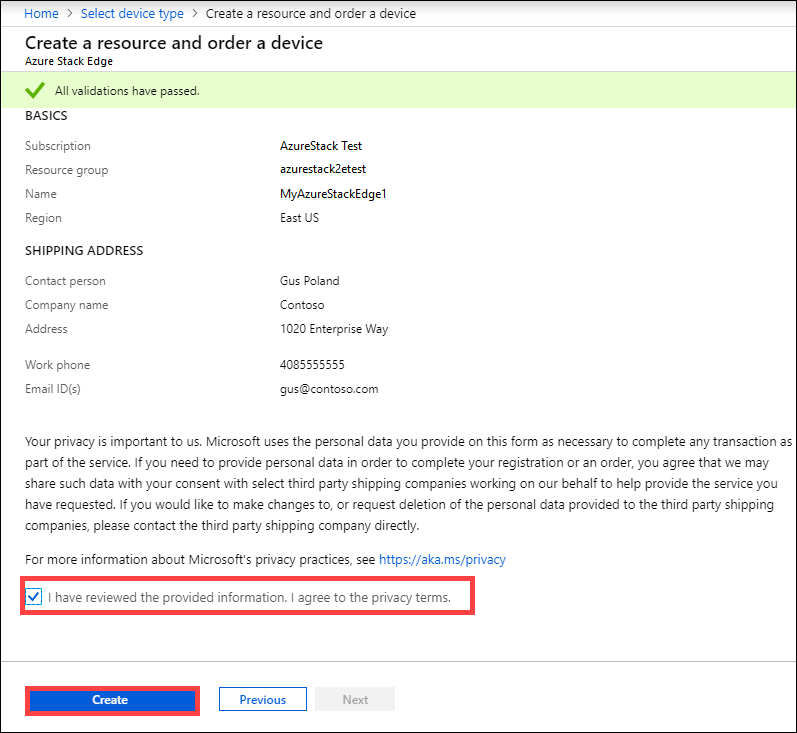 Home > Select device type > Create a resource and order a device
Create a resource and order a device
Azure Stack Edge
All validations have passed.
BASICS
Subscription AzureStack Test
Resource group azurestack2etest
Name MyAzureStackEdge1
Region East US
SHIPPING ADDRESS
Contact person Gus Poland
Company name Contoso
Address 1020 Enterprise Way
Work phone 4085555555
Email ID(s) gus@contoso.com
Your privacy is important to us. Microsoft uses the personal data you provide on this form as necessary to complete any transaction as
part of the service. If you need to provide personal data in order to complete your registration or an order, you agree that we may
share such data with your consent with select third party shipping companies working on our behalf to help provide the service you
have requested. If you would like to make changes to, or request deletion of the personal data provided to the third party shipping
companies, please contact the third party shipping company directly.
For more information about Microsoft's privacy practices, see https://aka.ms/privacy
I have reviewed the provided information. I agree to the privacy terms.
Create Previous Next